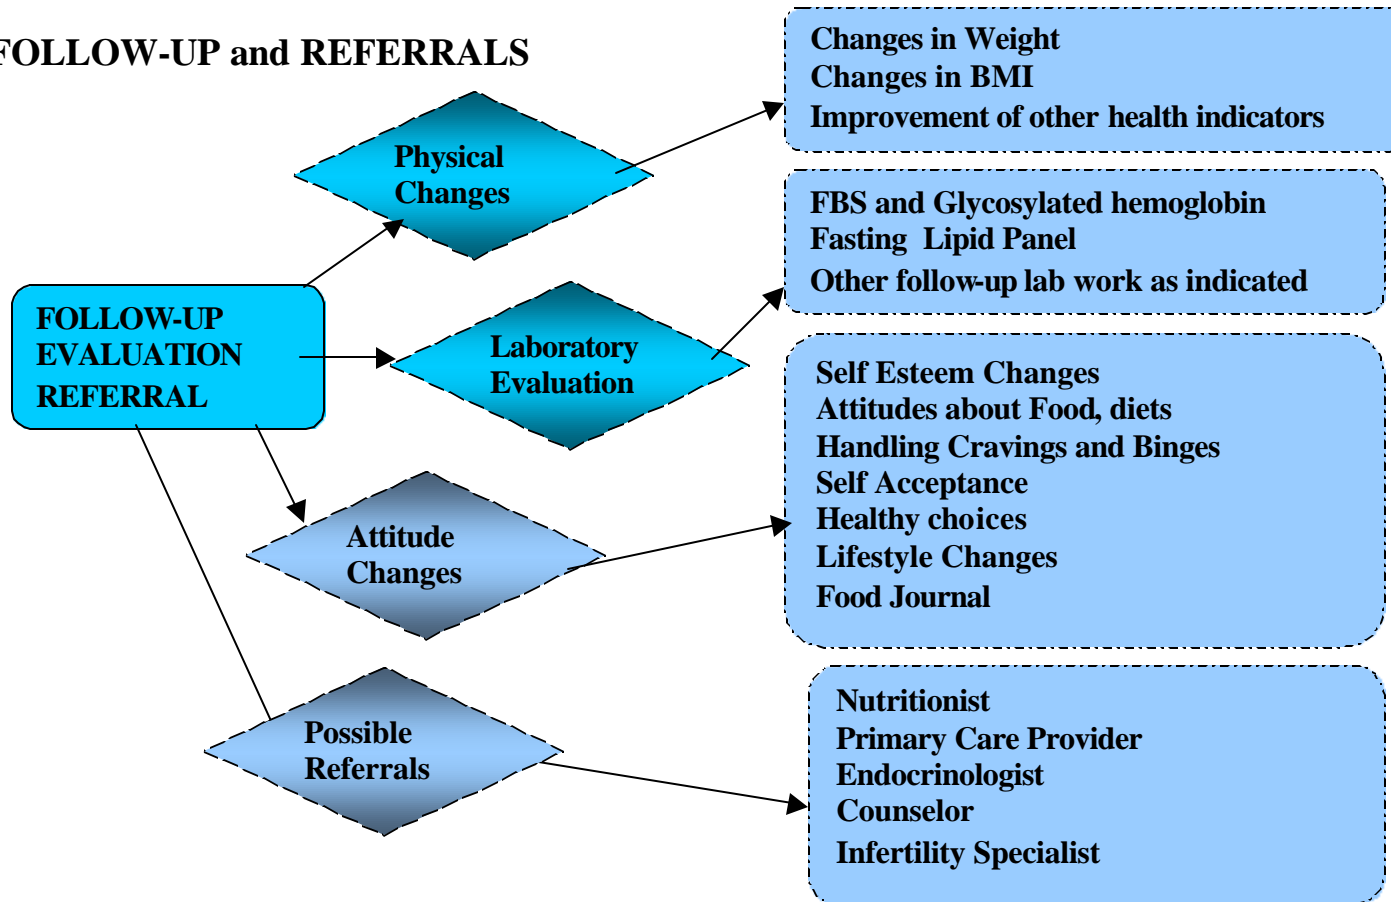 FOLLOW-UP and REFERRALS
Physical
Changes
Changes in Weight
Changes in BMI
Improvement of other health indicators
FOLLOW-UP
EVALUATION
REFERRAL
Laboratory
Evaluation
FBS and Glycosylated hemoglobin
Fasting Lipid Panel
Other follow-up lab work as indicated
Attitude
Changes
Self Esteem Changes
Attitudes about Food, diets
Handling Cravings and Binges
Self Acceptance
Healthy choices
Lifestyle Changes
Food Journal
Possible
Referrals
Nutritionist
Primary Care Provider
Endocrinologist
Counselor
Infertility Specialist